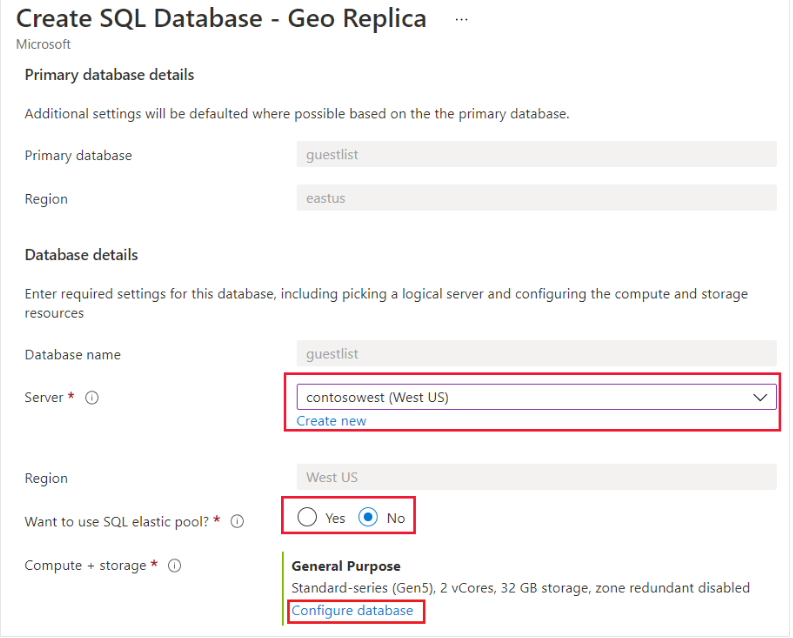 Create SQL Database - Geo Replica ...
Microsoft
Primary database details
Additional settings will be defaulted where possible based on the the primary database.
Primary database guestlist
Region eastus
Database details
Enter required settings for this database, including picking a logical server and configuring the compute and storage
resources
Database name guestlist
Server * contosowest (West US)
Create new
Region West US
Want to use SQL elastic pool? * Yes No
Compute + storage * General Purpose
Standard-series (Gen5), 2 vCores, 32 GB storage, zone redundant disabled
Configure database